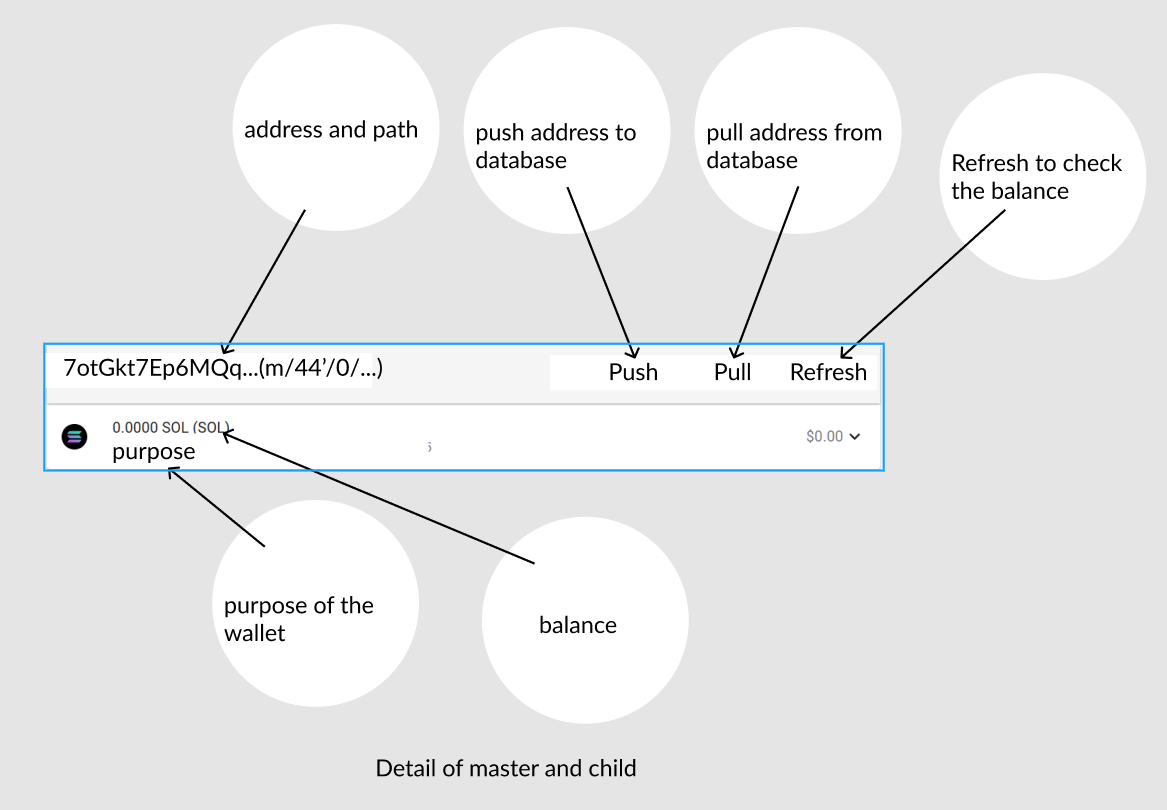 address and path
push address to
database
pull address from
database
Refresh to check
the balance
7otGkt7Ep6MQq...(m/44’/0/...)
Push
Pull
Refresh
0.0000 SOL (SOL)
purpose
$0.00
purpose of the
wallet
balance
Detail of master and child